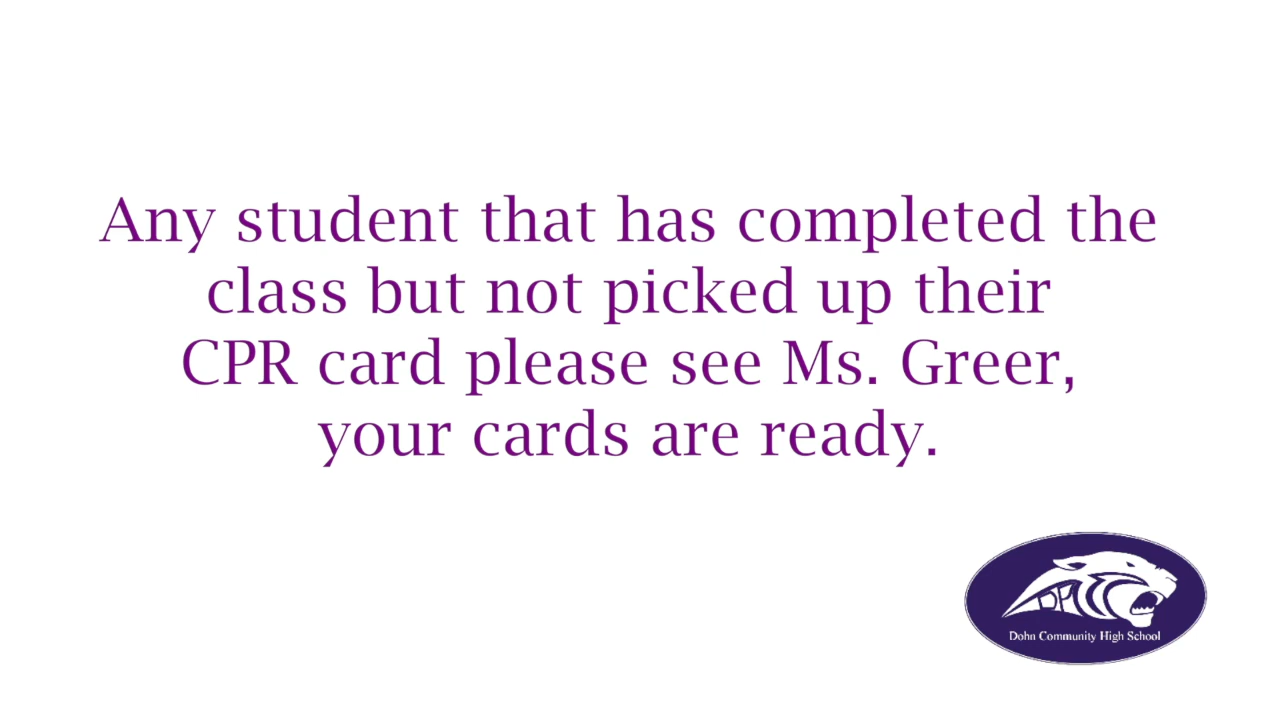 Any student that has completed the
class but not picked up their
CPR card please see Ms. Greer,
your cards are ready.
Dohn Community High School